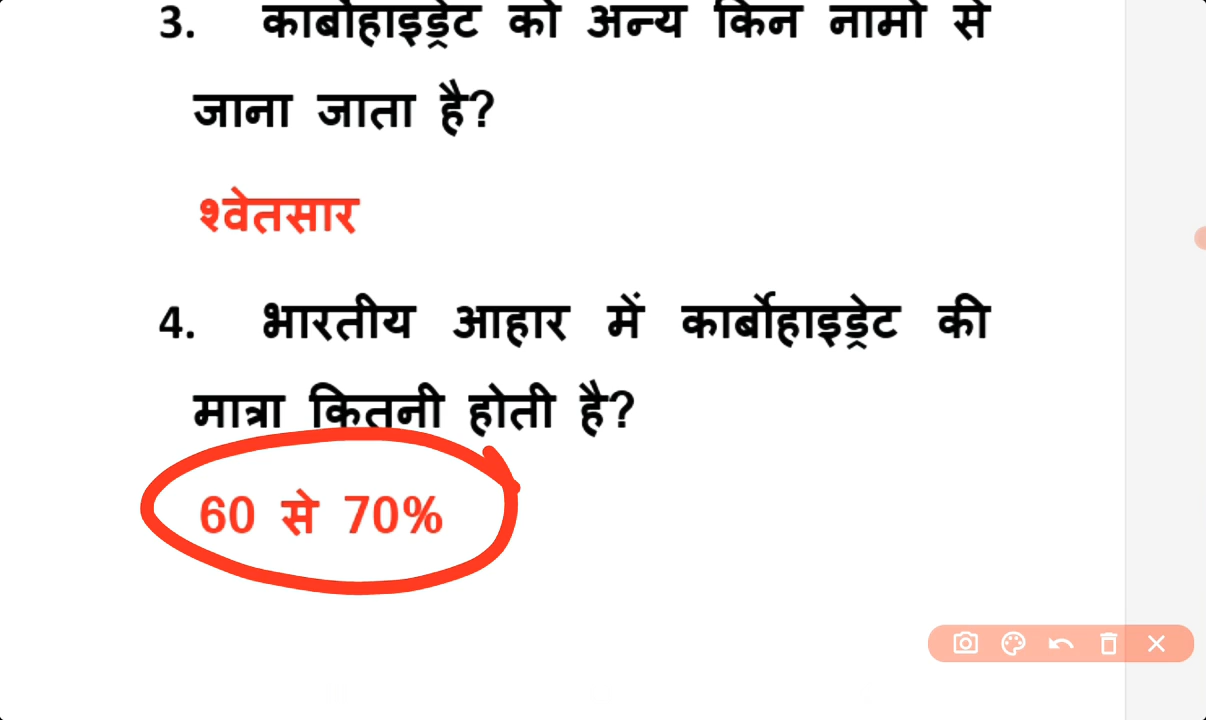 3. कार्बोहाइड्रेट को अन्य किन नामों से
जाना जाता है?
श्वेतसार
4. भारतीय आहार में कार्बोहाइड्रेट की
मात्रा कितनी होती है?
60 से 70%